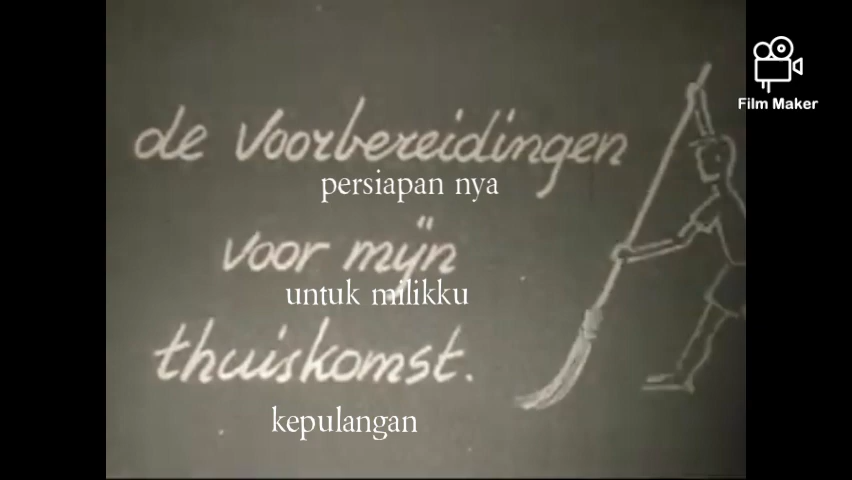 de Voorbereidingen
persiapan nya
voor mijn
untuk milikku
thuiskomst.
kepulangan
Film Maker